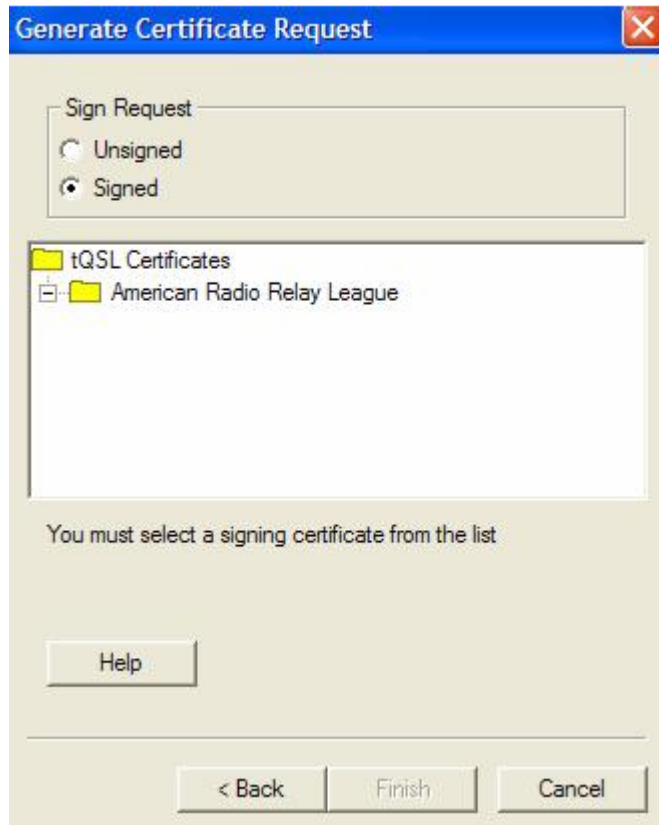 Generate Certificate Request
Sign Request
Unsigned
Signed
tQSL Certificates
American Radio Relay League
You must select a signing certificate from the list
Help
< Back Finish Cancel